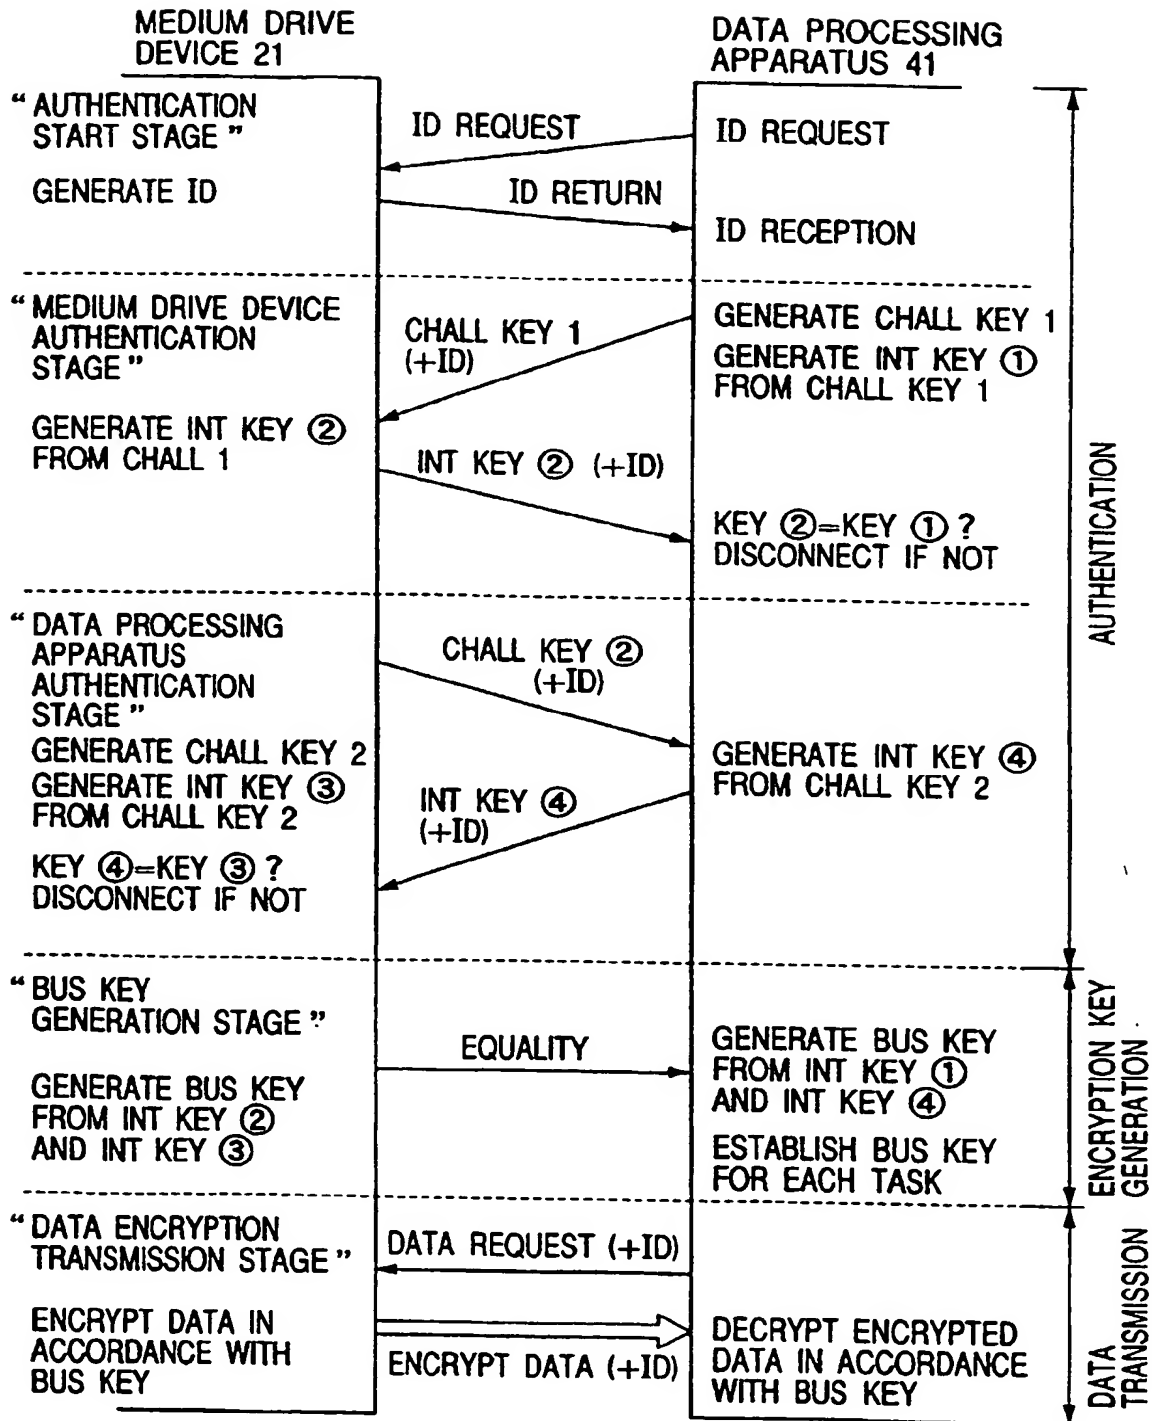 MEDIUM DRIVE
DEVICE 21
DATA PROCESSING
APPARATUS 41
“ AUTHENTICATION
START STAGE ”
ID REQUEST
ID REQUEST
GENERATE ID
ID RETURN
ID RECEPTION
“ MEDIUM DRIVE DEVICE
AUTHENTICATION
STAGE ”
CHALL KEY 1
(+ID)
GENERATE CHALL KEY 1
GENERATE INT KEY ①
FROM CHALL KEY 1
GENERATE INT KEY ②
FROM CHALL 1
INT KEY ② (+ID)
KEY ②=KEY ① ?
DISCONNECT IF NOT
AUTHENTICATION
“ DATA PROCESSING
APPARATUS
AUTHENTICATION
STAGE ”
CHALL KEY ②
(+ID)
GENERATE CHALL KEY 2
GENERATE INT KEY ③
FROM CHALL KEY 2
GENERATE INT KEY ④
FROM CHALL KEY 2
INT KEY ④
(+ID)
KEY ④=KEY ③ ?
DISCONNECT IF NOT
“ BUS KEY
GENERATION STAGE ”
EQUALITY
GENERATE BUS KEY
FROM INT KEY ①
AND INT KEY ④
GENERATE BUS KEY
FROM INT KEY ②
AND INT KEY ③
ESTABLISH BUS KEY
FOR EACH TASK
ENCRYPTION KEY
GENERATION
“ DATA ENCRYPTION
TRANSMISSION STAGE ”
DATA REQUEST (+ID)
ENCRYPT DATA IN
ACCORDANCE WITH
BUS KEY
ENCRYPT DATA (+ID)
DECRYPT ENCRYPTED
DATA IN ACCORDANCE
WITH BUS KEY
DATA
TRANSMISSION